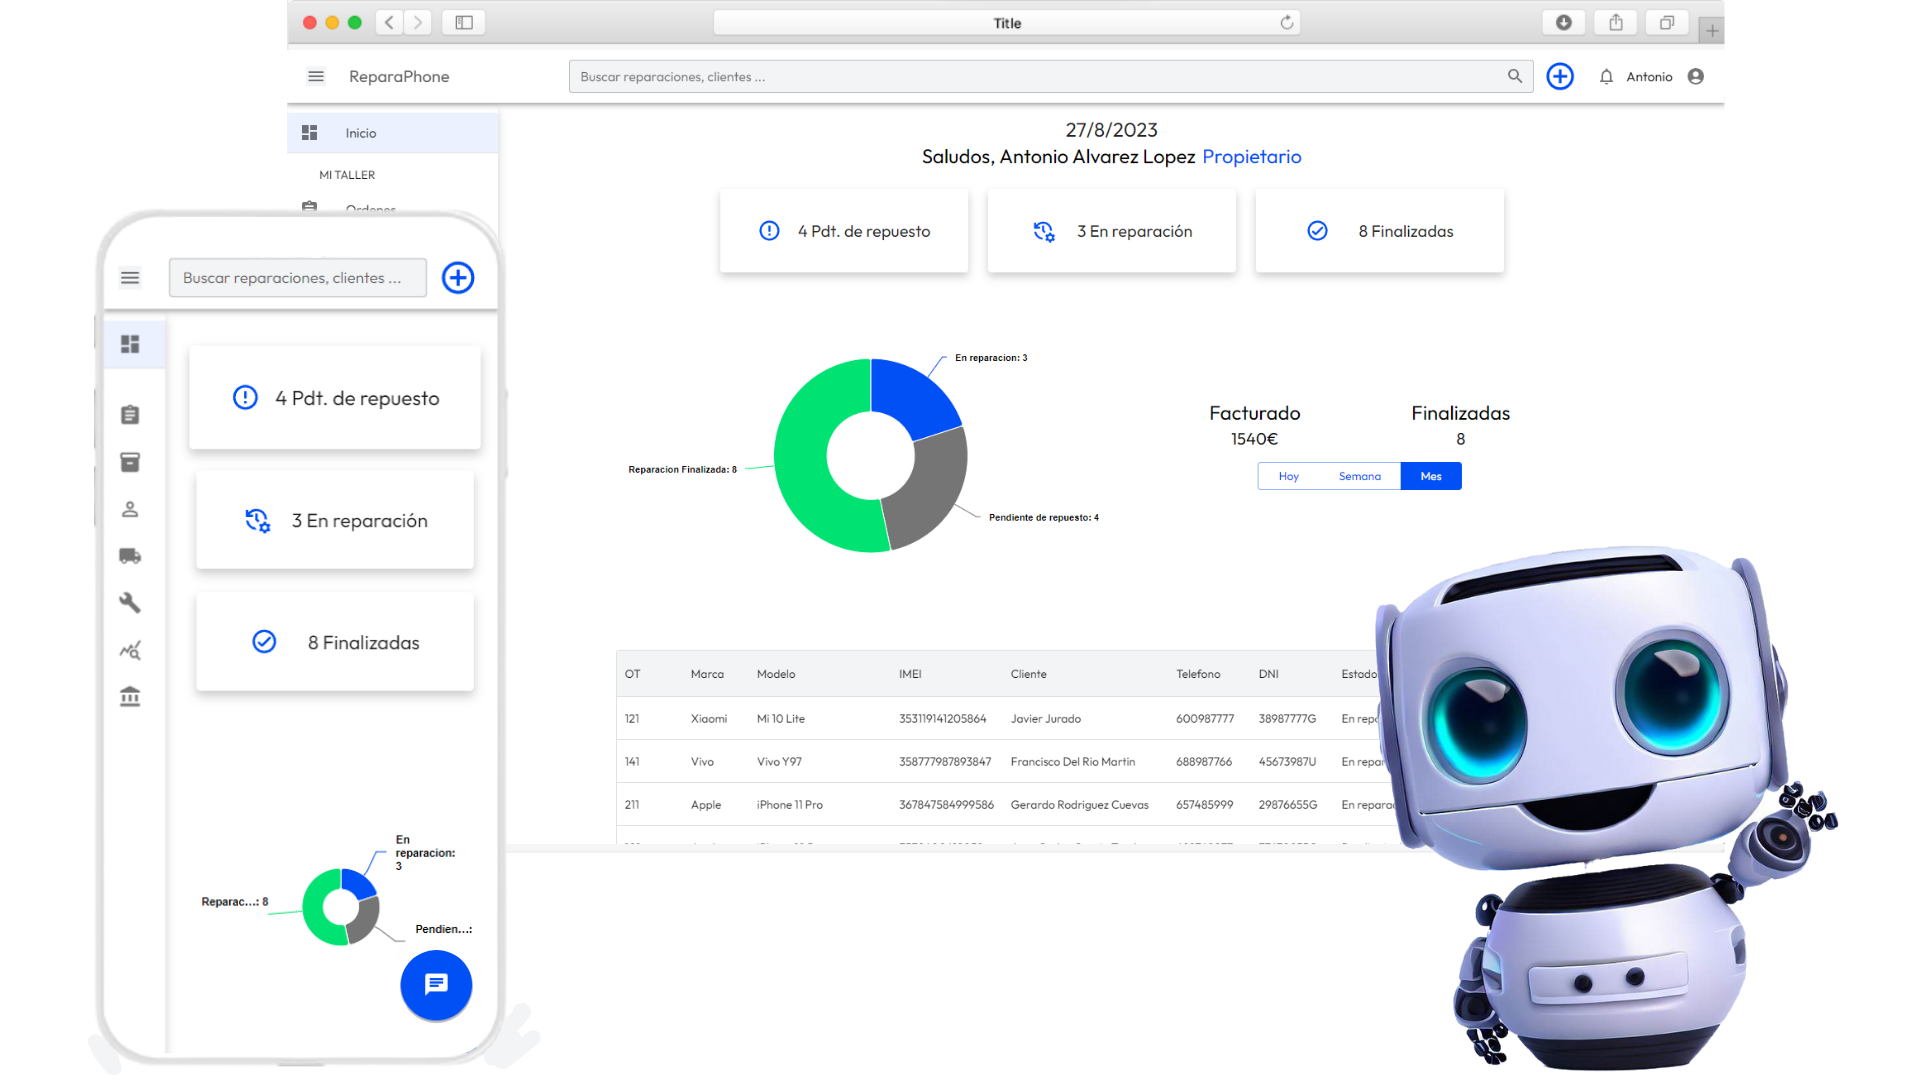 Title
ReparaPhone
Buscar reparaciones, clientes ...
Antonio
Inicio
MI TALLER
Ordenes
27/8/2023
Saludos, Antonio Alvarez Lopez Propietario
4 Pdt. de repuesto
3 En reparación
8 Finalizadas
En reparacion: 3
Reparacion Finalizada: 8
Pendiente de repuesto: 4
Facturado
1540€
Finalizadas
8
Hoy
Semana
Mes
OT Marca Modelo IMEI Cliente Telefono DNI Estado
121 Xiaomi Mi 10 Lite 353119141205864 Javier Jurado 600987777 38987777G En repa
141 Vivo Vivo Y97 358777987893847 Francisco Del Rio Martin 688987766 45673987U En repar
211 Apple iPhone 11 Pro 367847584999586 Gerardo Rodriguez Cuevas 657485999 29876655G En reparac
Buscar reparaciones, clientes ...
4 Pdt. de repuesto
3 En reparación
8 Finalizadas
En
reparacion:
3
Reparac...: 8
Pendien...: